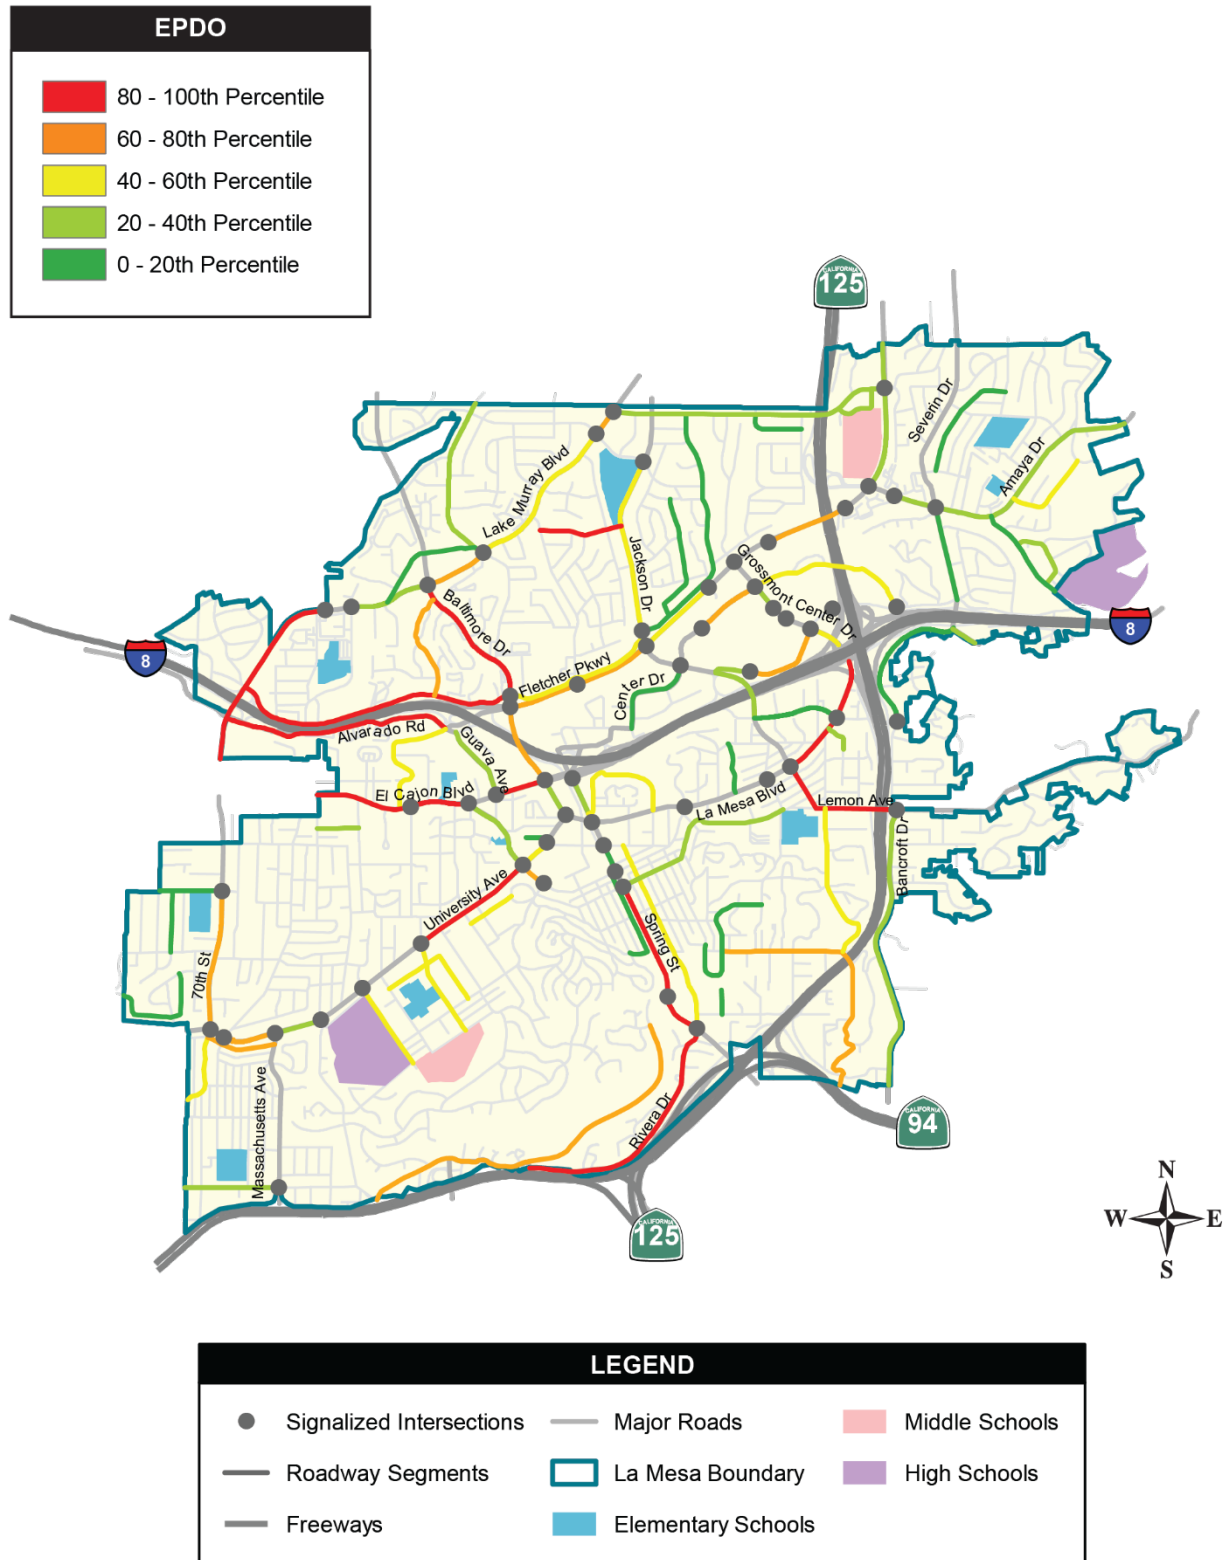 EPDO
80 - 100th Percentile
60 - 80th Percentile
40 - 60th Percentile
20 - 40th Percentile
0 - 20th Percentile
CALIFORNIA
125
Severin Dr
Amaya Dr
Lake Murray Blvd
Jackson Dr
Grossmont Center Dr
Baltimore Dr
8
8
Fletcher Pkwy
Center Dr
Alvarado Rd
Guava Ave
El Cajon Blvd
La Mesa Blvd
Lemon Ave
Bancroft Dr
University Ave
Spring St
70th St
Massachusetts Ave
Rivera Dr
CALIFORNIA
94
CALIFORNIA
125
N
W E
S
LEGEND
Signalized Intersections
Major Roads
Middle Schools
Roadway Segments
La Mesa Boundary
High Schools
Freeways
Elementary Schools